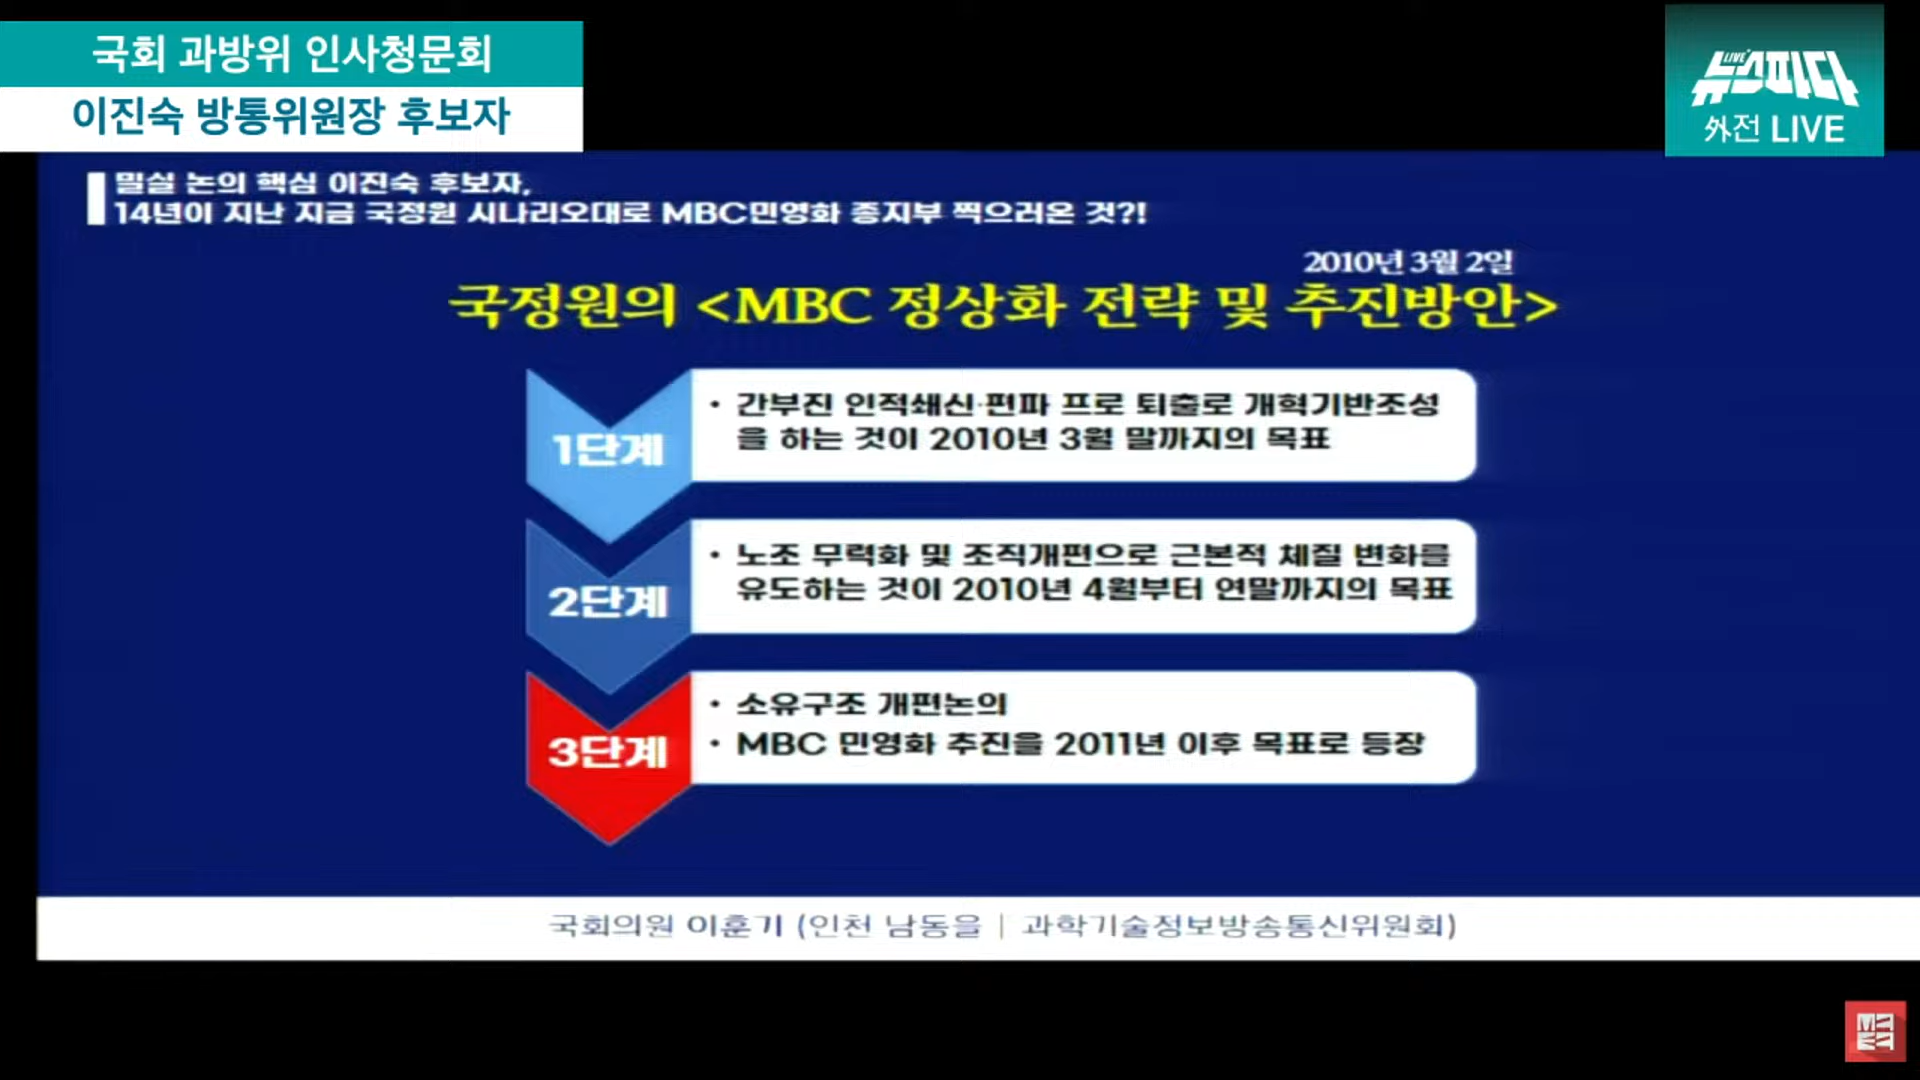 국회 과방위 인사청문회
이진숙 방통위원장 후보자
LIVE
뉴스파다
外전 LIVE
밀실 논의 핵심 이진숙 후보자,
14년이 지난 지금 국정원 시나리오대로 MBC민영화 종지부 찍으러온 것?!
2010년 3월 2일
국정원의 <MBC 정상화 전략 및 추진방안>
1단계
• 간부진 인적쇄신·편파 프로 퇴출로 개혁기반조성
을 하는 것이 2010년 3월 말까지의 목표
2단계
• 노조 무력화 및 조직개편으로 근본적 체질 변화를
유도하는 것이 2010년 4월부터 연말까지의 목표
3단계
• 소유구조 개편논의
• MBC 민영화 추진을 2011년 이후 목표로 등장
국회의원 이훈기 (인천 남동을 | 과학기술정보방송통신위원회)